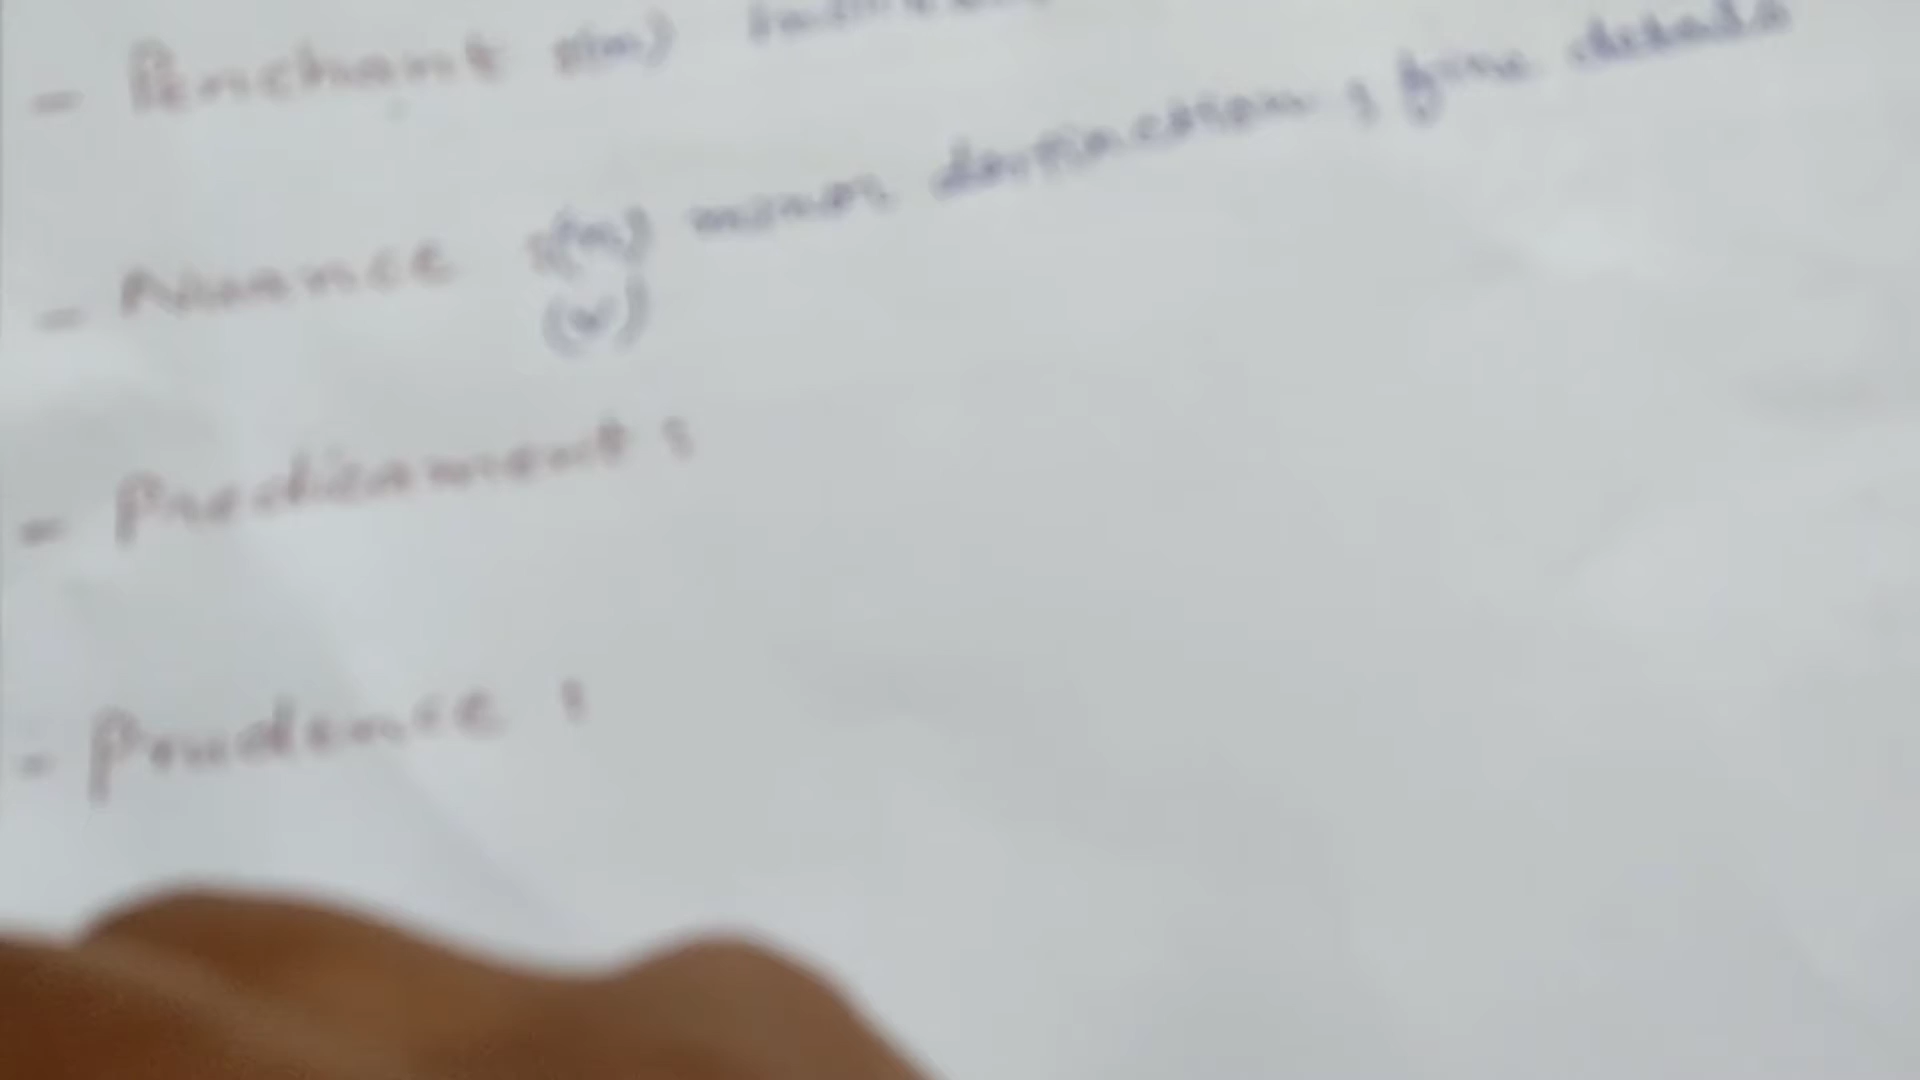 - Penchant :(n)
- Nuance :(n) minor distinction ; fine details
(v)
- Predicament :
- Prudence :